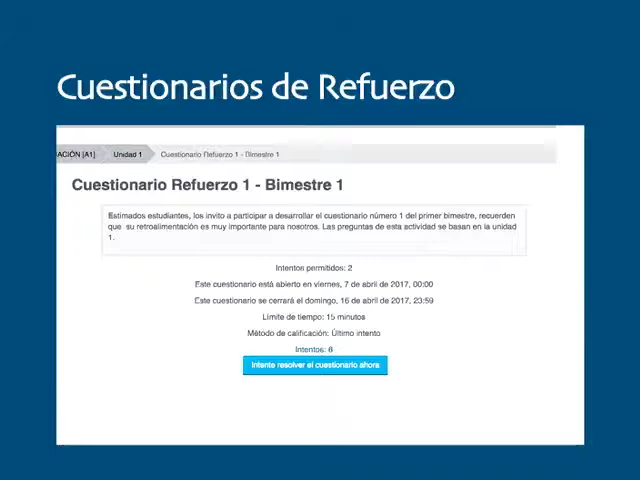 Cuestionarios de Refuerzo
ACIÓN [A1] Unidad 1 Cuestionario Refuerzo 1 - Bimestre 1
Cuestionario Refuerzo 1 - Bimestre 1
Estimados estudiantes, los invito a participar a desarrollar el cuestionario número 1 del primer bimestre, recuerden
que su retroalimentación es muy importante para nosotros. Las preguntas de esta actividad se basan en la unidad
1.
Intentos permitidos: 2
Este cuestionario está abierto en viernes, 7 de abril de 2017, 00:00
Este cuestionario se cerrará el domingo, 16 de abril de 2017, 23:59
Límite de tiempo: 15 minutos
Método de calificación: Último intento
Intentos: 6
Intente resolver el cuestionario ahora